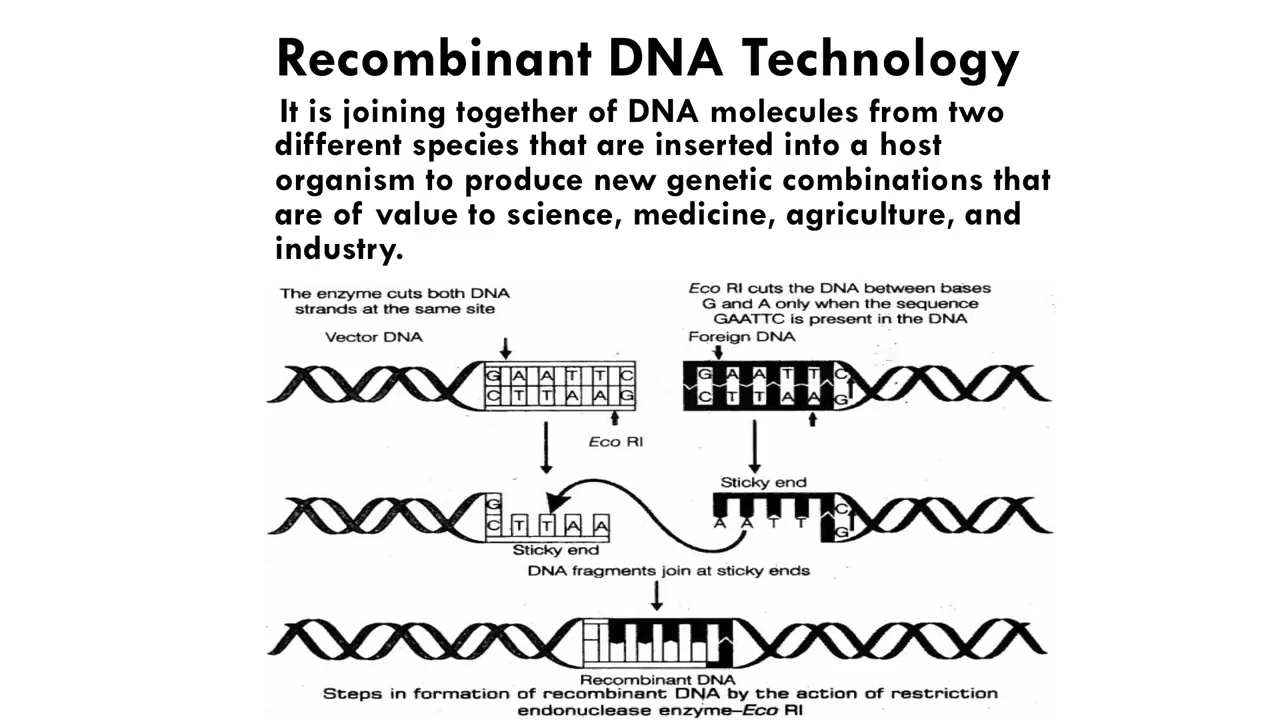 Recombinant DNA Technology
It is joining together of DNA molecules from two
different species that are inserted into a host
organism to produce new genetic combinations that
are of value to science, medicine, agriculture, and
industry.
The enzyme cuts both DNA
strands at the same site
Eco RI cuts the DNA between bases
G and A only when the sequence
GAATTC is present in the DNA
Vector DNA
Foreign DNA
G A A T T C
C T T A A G
G A A T T C
C T T A A G
Eco RI
Sticky end
G
C T T A A
A A T T C
G
Sticky end
DNA fragments join at sticky ends
Recombinant DNA
Steps in formation of recombinant DNA by the action of restriction
endonuclease enzyme–Eco RI